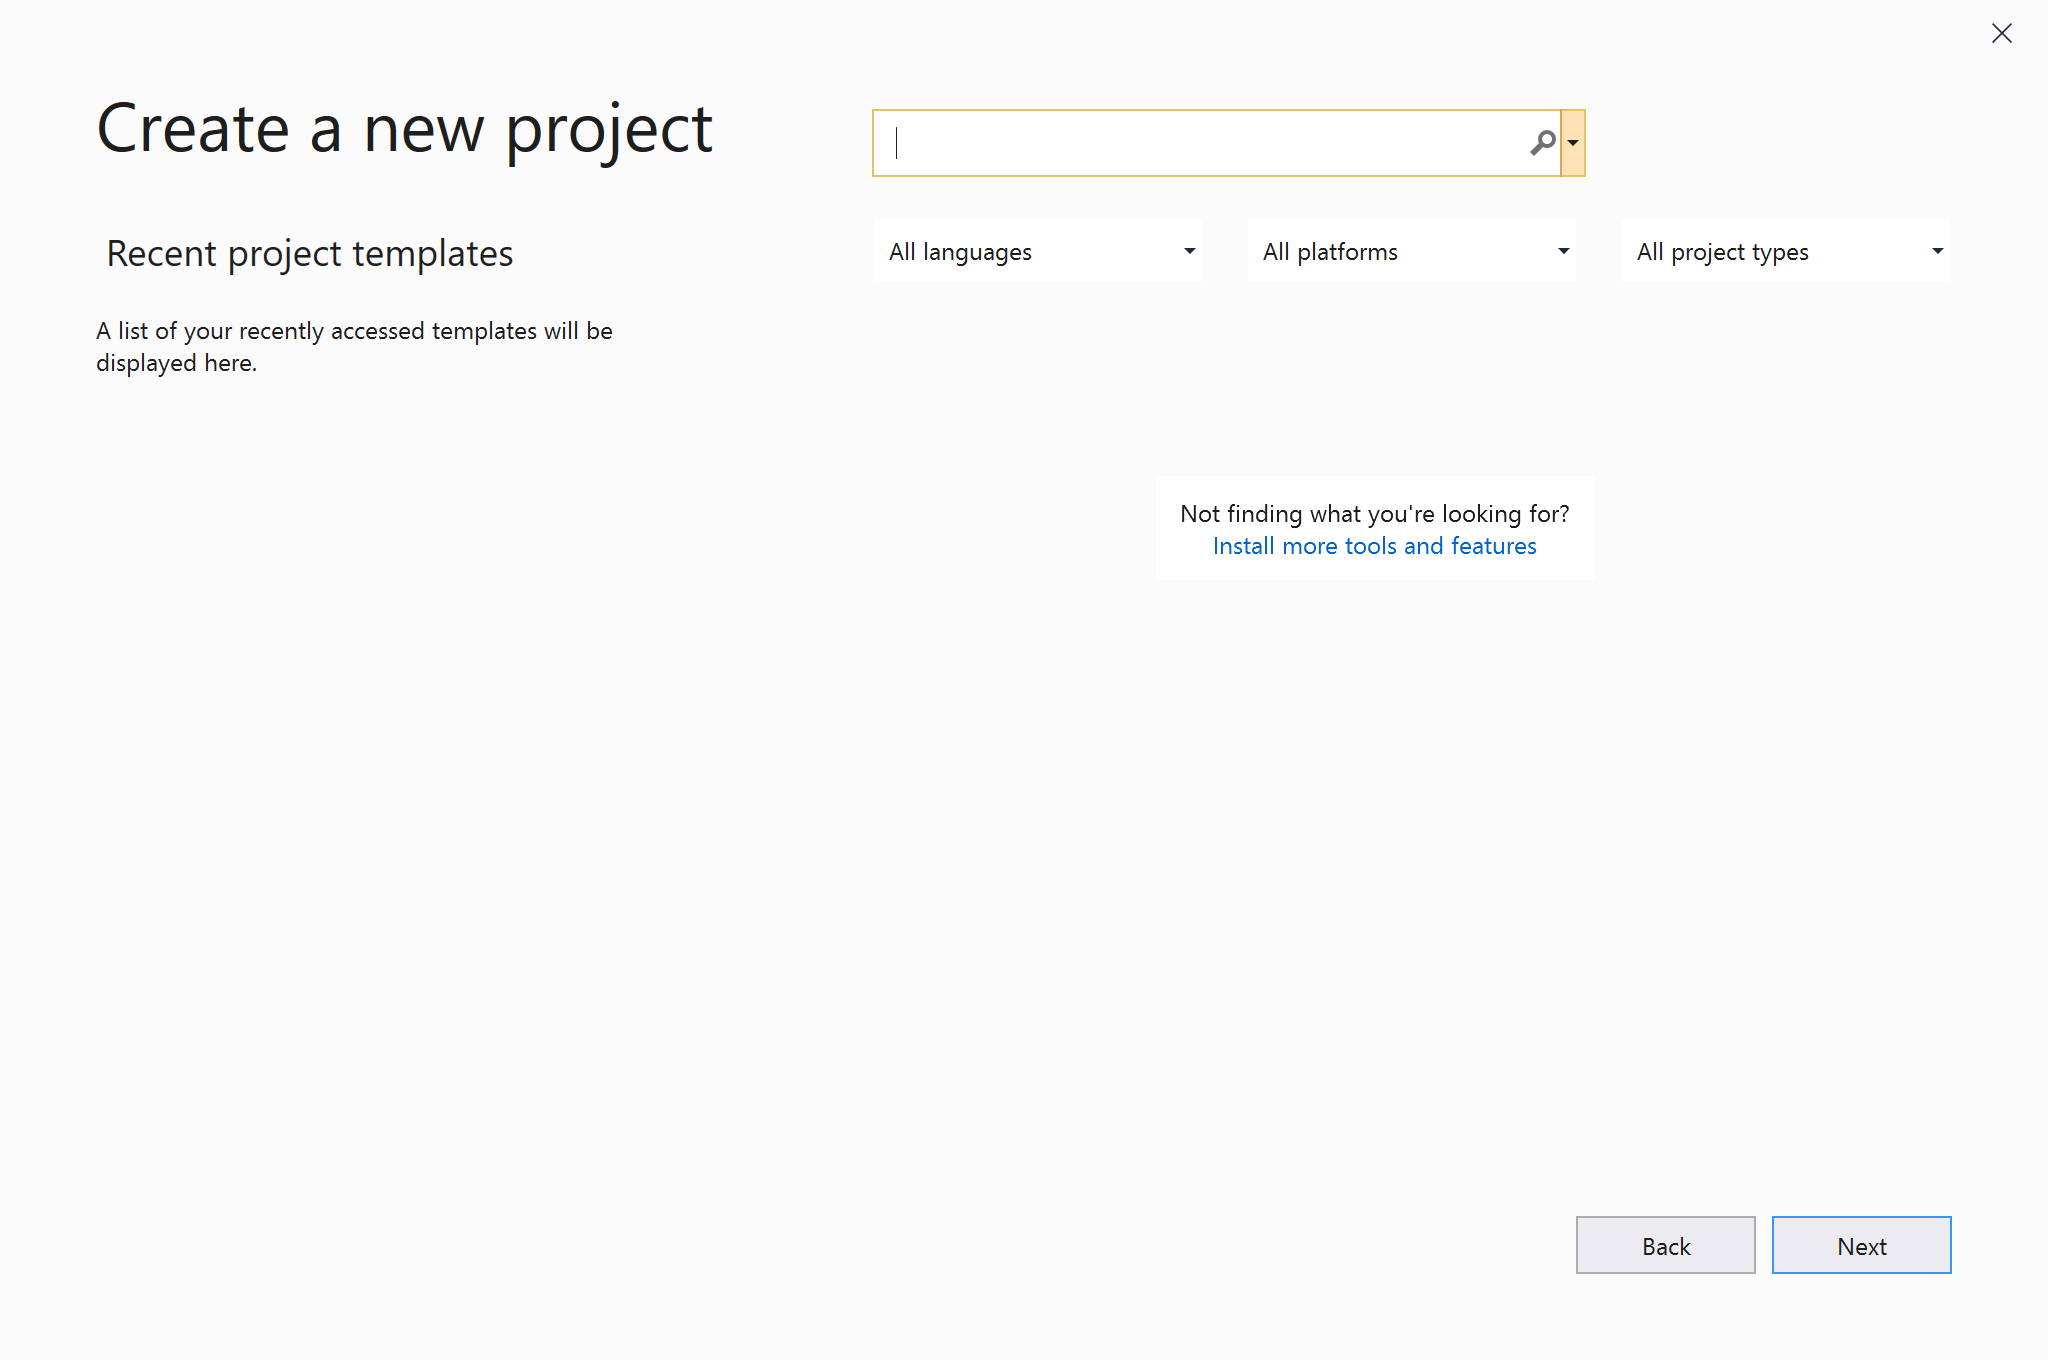 Create a new project
Recent project templates
A list of your recently accessed templates will be
displayed here.
All languages
All platforms
All project types
Not finding what you're looking for?
Install more tools and features
Back
Next